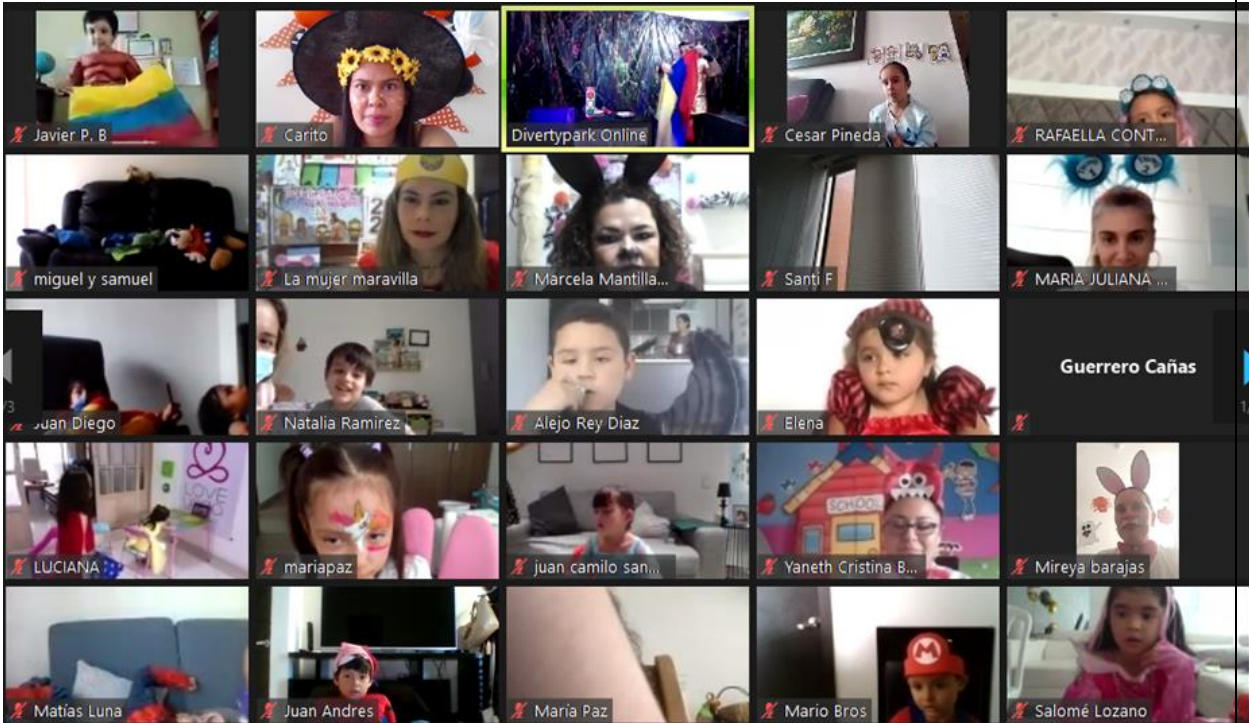 Javier P. B
Carito
Divertypark Online
Cesar Pineda
RAFAELLA CONT...
miguel y samuel
La mujer maravilla
Marcela Mantilla...
Santi F
MARIA JULIANA ...
Juan Diego
Natalia Ramirez
Alejo Rey Diaz
Elena
Guerrero Cañas
LUCIANA
LOVE
mariapaz
juan camilo san...
SCHOOL
Yaneth Cristina B...
Mireya barajas
Matías Luna
Juan Andres
María Paz
M
Mario Bros
Salomé Lozano